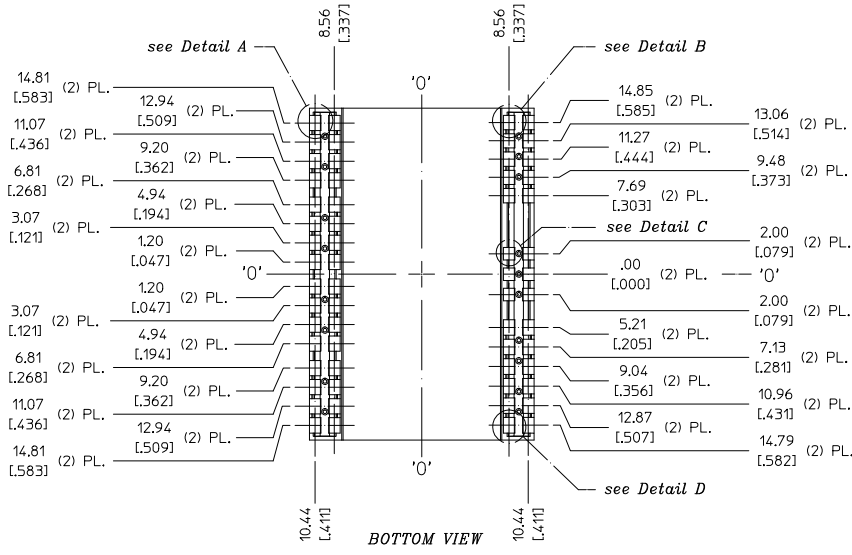 8.56
[.337]
8.56
[.337]
see Detail A
see Detail B
'0'
14.81
[.583] (2) PL.
12.94
[.509] (2) PL.
11.07
[.436] (2) PL.
9.20
[.362] (2) PL.
6.81
[.268] (2) PL.
4.94
[.194] (2) PL.
3.07
[.121] (2) PL.
1.20
[.047] (2) PL.
'0'
1.20
[.047] (2) PL.
3.07
[.121] (2) PL.
4.94
[.194] (2) PL.
6.81
[.268] (2) PL.
9.20
[.362] (2) PL.
11.07
[.436] (2) PL.
12.94
[.509] (2) PL.
14.81
[.583] (2) PL.
14.85
[.585] (2) PL.
13.06
[.514] (2) PL.
11.27
[.444] (2) PL.
9.48
[.373] (2) PL.
7.69
[.303] (2) PL.
see Detail C
2.00
[.079] (2) PL.
.00
[.000] (2) PL.
'0'
2.00
[.079] (2) PL.
5.21
[.205] (2) PL.
7.13
[.281] (2) PL.
9.04
[.356] (2) PL.
10.96
[.431] (2) PL.
12.87
[.507] (2) PL.
14.79
[.582] (2) PL.
'0'
see Detail D
10.44
[.411]
10.44
[.411]
BOTTOM VIEW